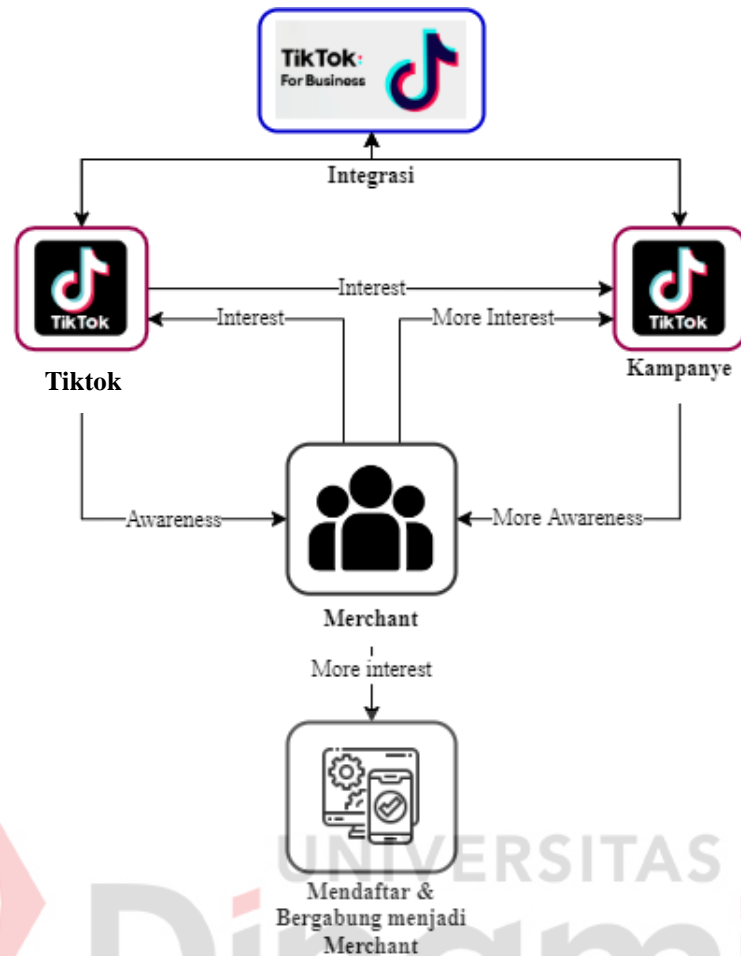 TikTok:
For Business
Integrasi
TikTok
TikTok
Interest
Interest
More Interest
Tiktok
Kampanye
Awareness
More Awareness
Merchant
More interest
UNIVERSITAS
Mendaftar &
Bergabung menjadi
Merchant